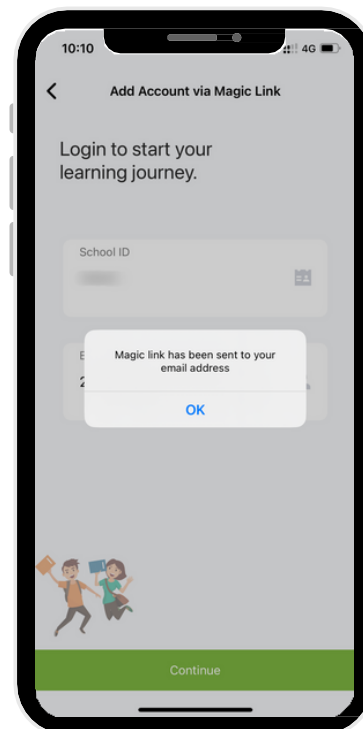 10:10
4G
Add Account via Magic Link
Login to start your
learning journey.
School ID
E
2
Magic link has been sent to your
email address
OK
Continue